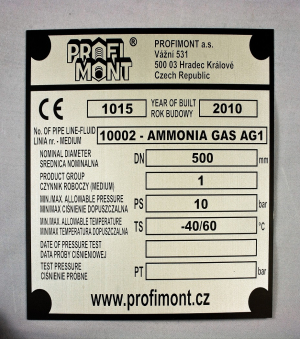 PROFI MONT ®
PROFIMONT a.s.
Vážní 531
500 03 Hradec Králové
Czech Republic
CE 1015 YEAR OF BUILT 2010
ROK BUDOWY
No. OF PIPE LINE-FLUID
LINIA nr. - MEDIUM
10002 - AMMONIA GAS AG1
NOMINAL DIAMETER
ŚREDNICA NOMINALNA
DN 500 mm
PRODUCT GROUP
CZYNNIK ROBOCZY (MEDIUM)
1
MIN./MAX. ALLOWABLE PRESSURE
MIN/MAX CIŚNIENIE DOPUSZCZALNA
PS 10 bar
MIN./MAX. ALLOWABLE TEMPERATURE
MIN/MAX TEMPERATURA DOPUSZCZALNA
TS -40/60 °C
DATE OF PRESSURE TEST
DATA PROBY CIŚNIENIOWEJ
TEST PRESSURE
CIŚNIENIE PRÓBNE
PT bar
www.profimont.cz